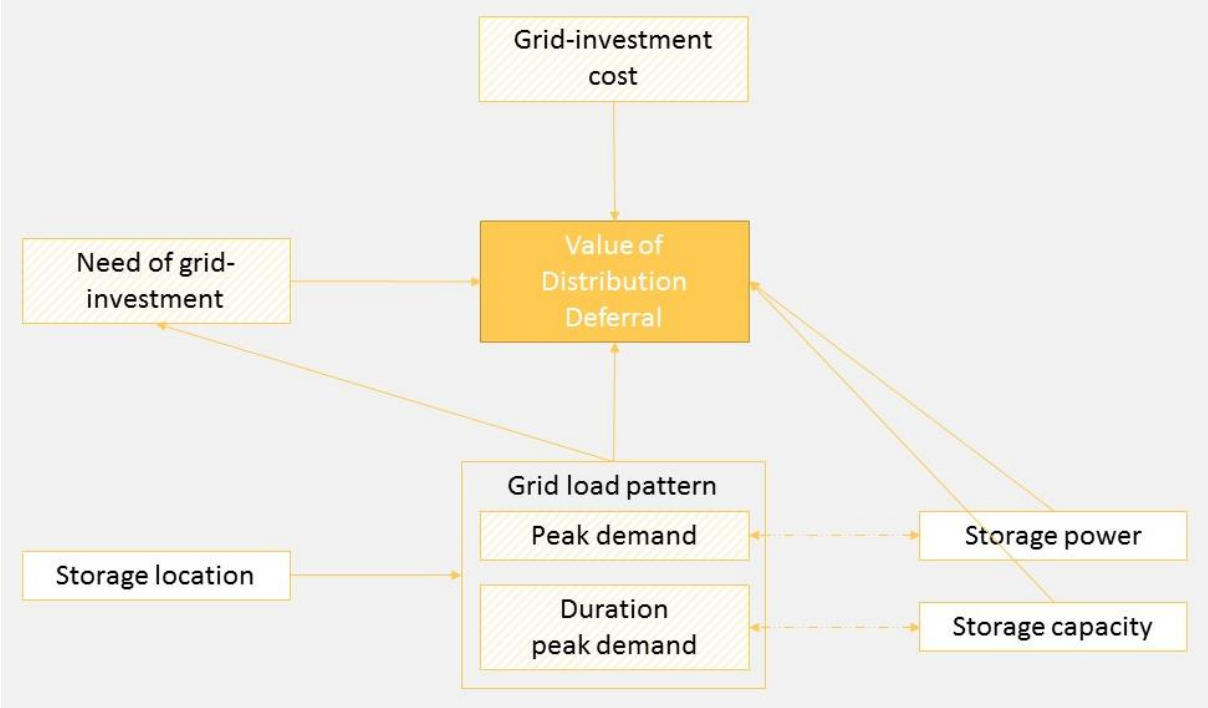 Grid-investment
cost
Value of
Distribution
Deferral
Need of grid-
investment
Grid load pattern
Peak demand
Duration
peak demand
Storage location
Storage power
Storage capacity